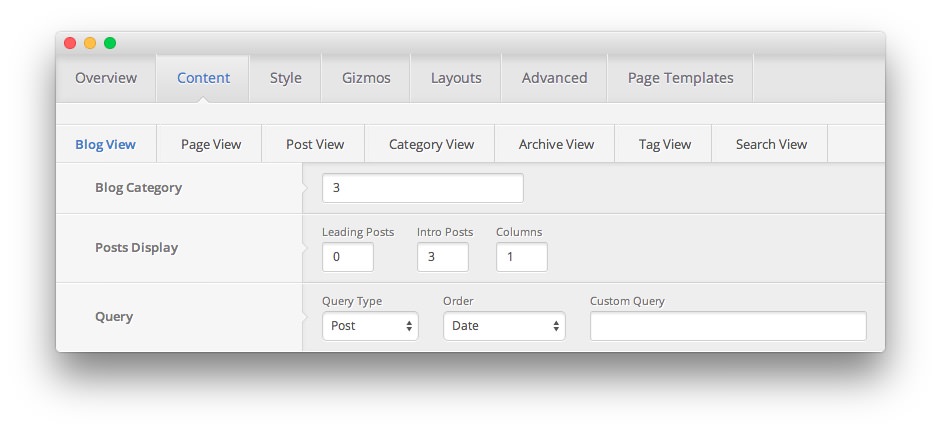 Overview Content Style Gizmos Layouts Advanced Page Templates
Blog View Page View Post View Category View Archive View Tag View Search View
Blog Category 3
Leading Posts Intro Posts Columns
Posts Display 0 3 1
Query Type Order Custom Query
Query Post Date